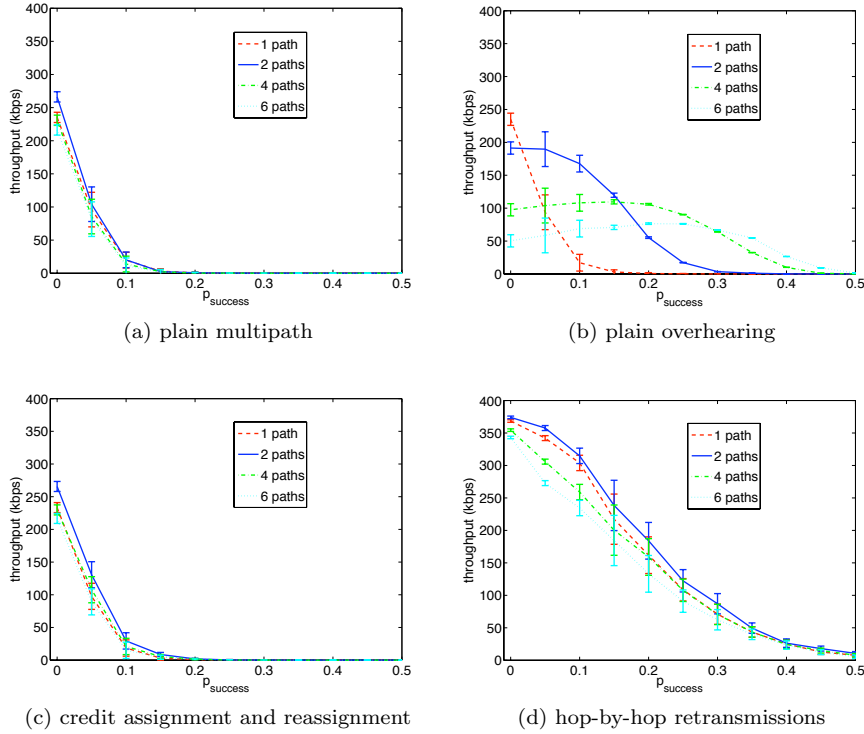 400
350
300
250
200
150
100
50
0
throughput (kbps)
1 path
2 paths
4 paths
6 paths
0 0.1 0.2 0.3 0.4 0.5
p_success
(a) plain multipath
400
350
300
250
200
150
100
50
0
throughput (kbps)
1 path
2 paths
4 paths
6 paths
0 0.1 0.2 0.3 0.4 0.5
p_success
(b) plain overhearing
400
350
300
250
200
150
100
50
0
throughput (kbps)
1 path
2 paths
4 paths
6 paths
0 0.1 0.2 0.3 0.4 0.5
p_success
(c) credit assignment and reassignment
400
350
300
250
200
150
100
50
0
throughput (kbps)
1 path
2 paths
4 paths
6 paths
0 0.1 0.2 0.3 0.4 0.5
p_success
(d) hop-by-hop retransmissions